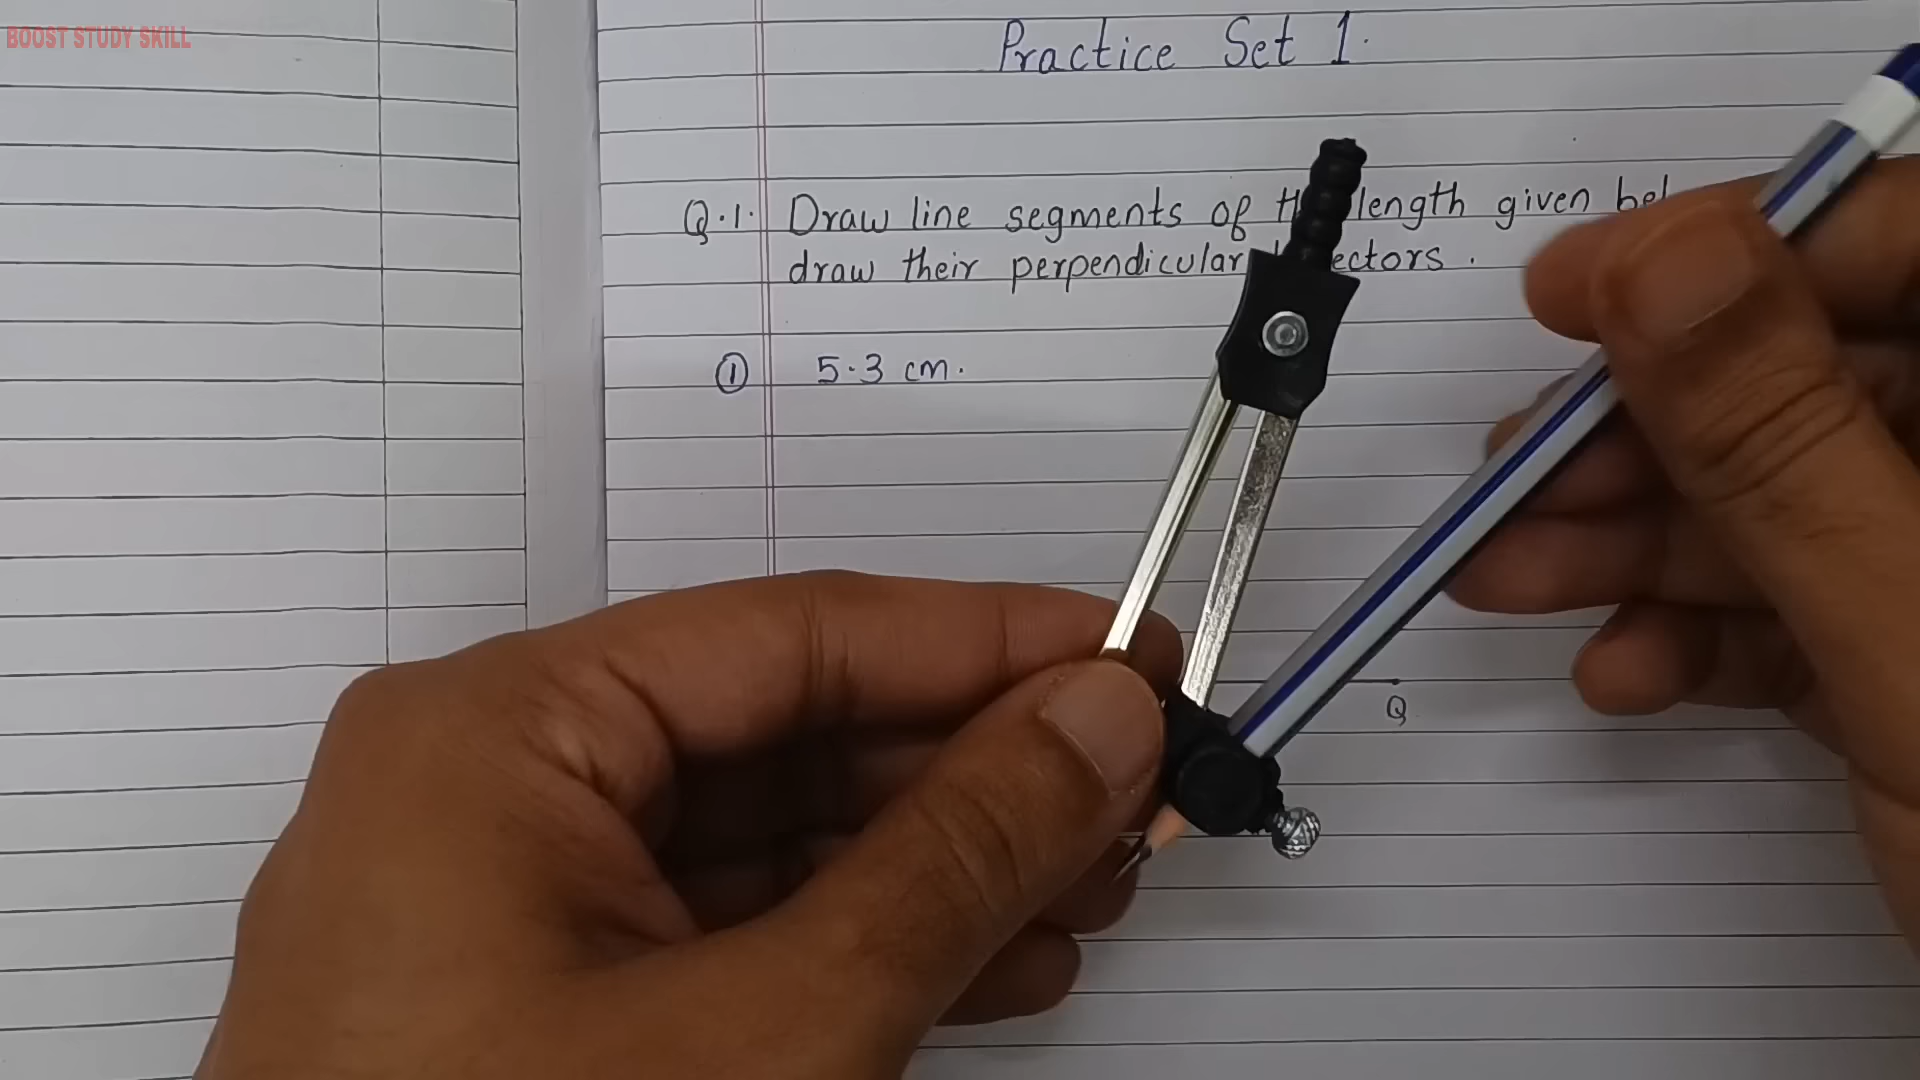 BOOST STUDY SKILL
Practice Set 1.
Q.1. Draw line segments of length given
draw their perpendicular
① 5.3 cm.
Q